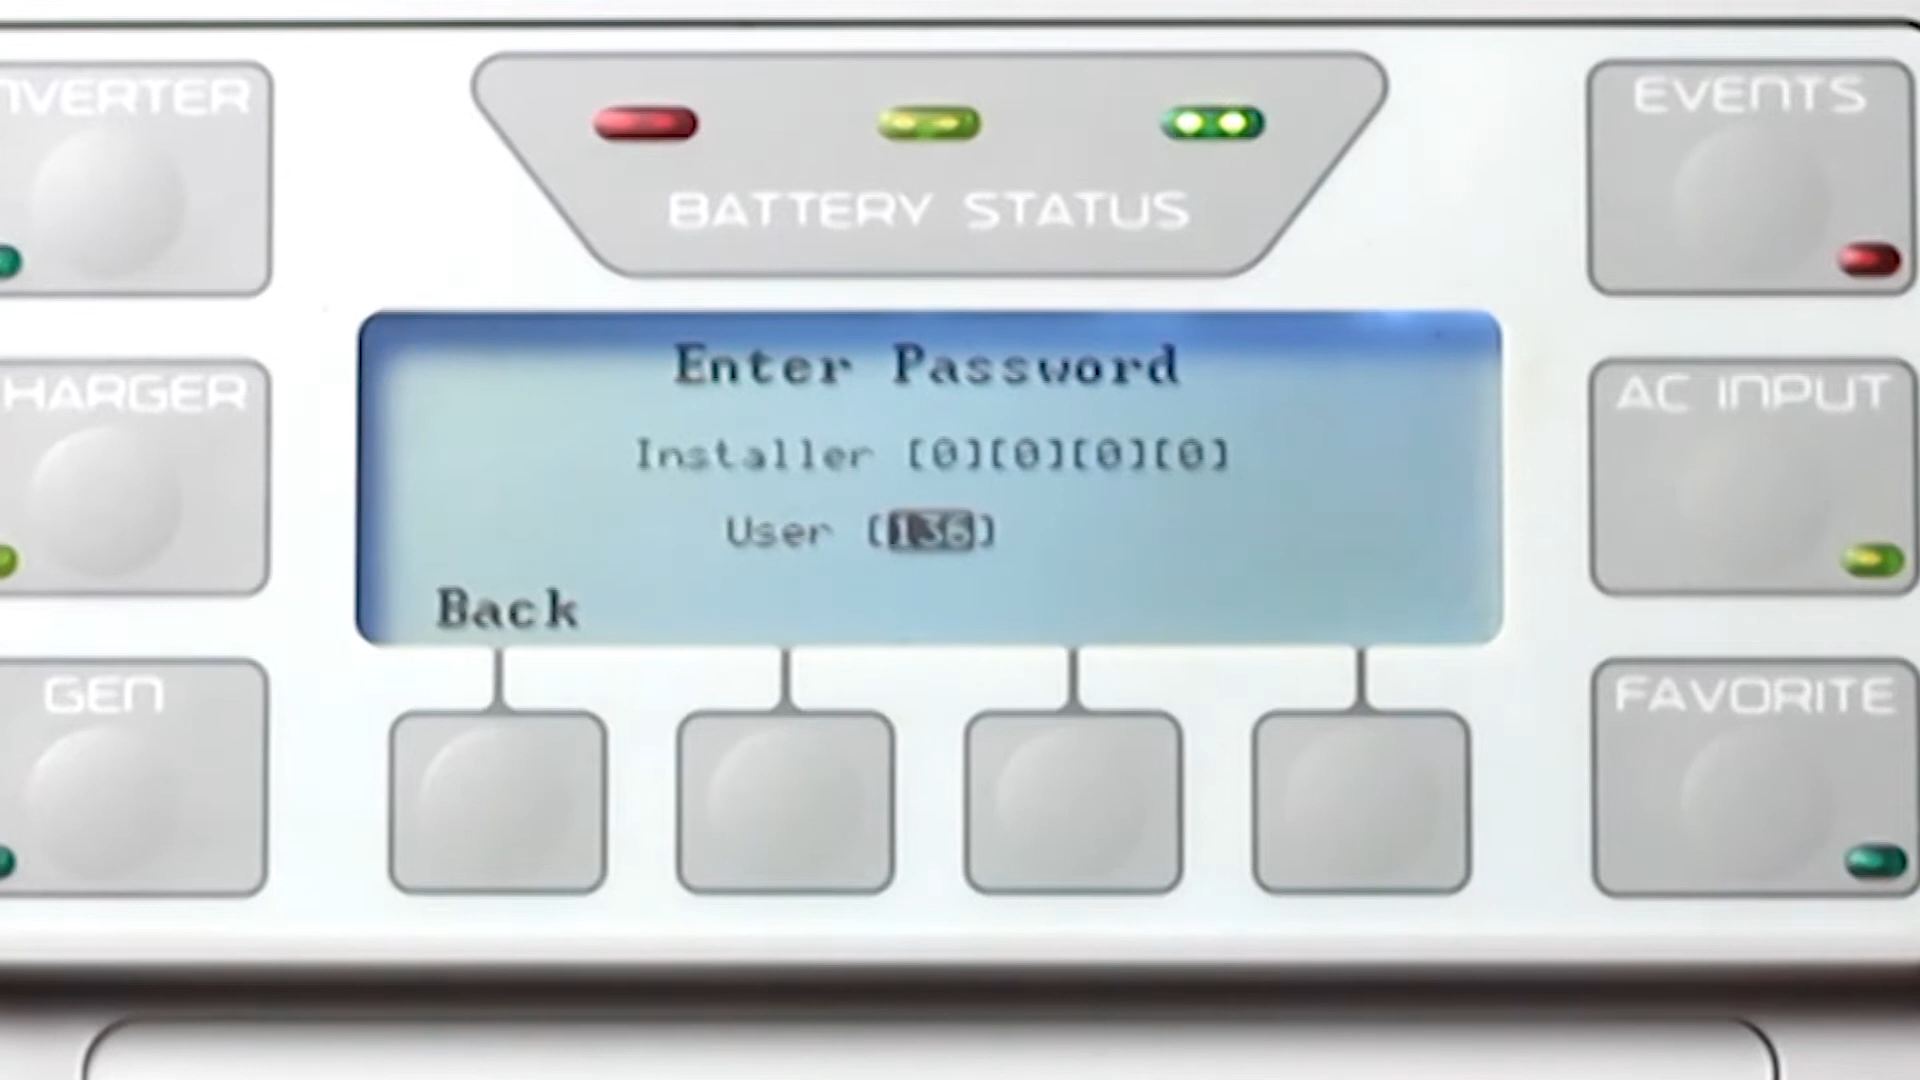 NVERTER
BATTERY STATUS
EVENTS
HARGER
Enter Password
Installer [0][0][0][0]
User [136]
Back
AC INPUT
GEN
FAVORITE